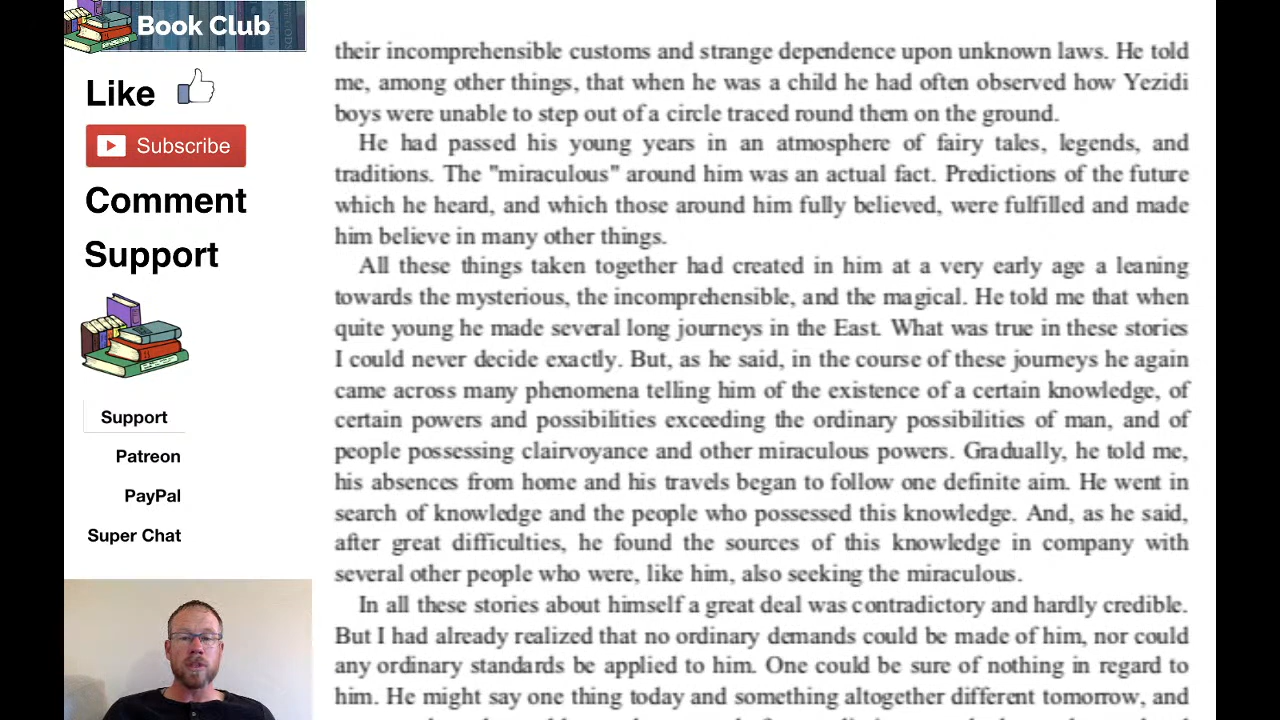 Book Club
Like
Subscribe
Comment
Support
Support
Patreon
PayPal
Super Chat
their incomprehensible customs and strange dependence upon unknown laws. He told
me, among other things, that when he was a child he had often observed how Yezidi
boys were unable to step out of a circle traced round them on the ground.
He had passed his young years in an atmosphere of fairy tales, legends, and
traditions. The "miraculous" around him was an actual fact. Predictions of the future
which he heard, and which those around him fully believed, were fulfilled and made
him believe in many other things.
All these things taken together had created in him at a very early age a leaning
towards the mysterious, the incomprehensible, and the magical. He told me that when
quite young he made several long journeys in the East. What was true in these stories
I could never decide exactly. But, as he said, in the course of these journeys he again
came across many phenomena telling him of the existence of a certain knowledge, of
certain powers and possibilities exceeding the ordinary possibilities of man, and of
people possessing clairvoyance and other miraculous powers. Gradually, he told me,
his absences from home and his travels began to follow one definite aim. He went in
search of knowledge and the people who possessed this knowledge. And, as he said,
after great difficulties, he found the sources of this knowledge in company with
several other people who were, like him, also seeking the miraculous.
In all these stories about himself a great deal was contradictory and hardly credible.
But I had already realized that no ordinary demands could be made of him, nor could
any ordinary standards be applied to him. One could be sure of nothing in regard to
him. He might say one thing today and something altogether different tomorrow, and